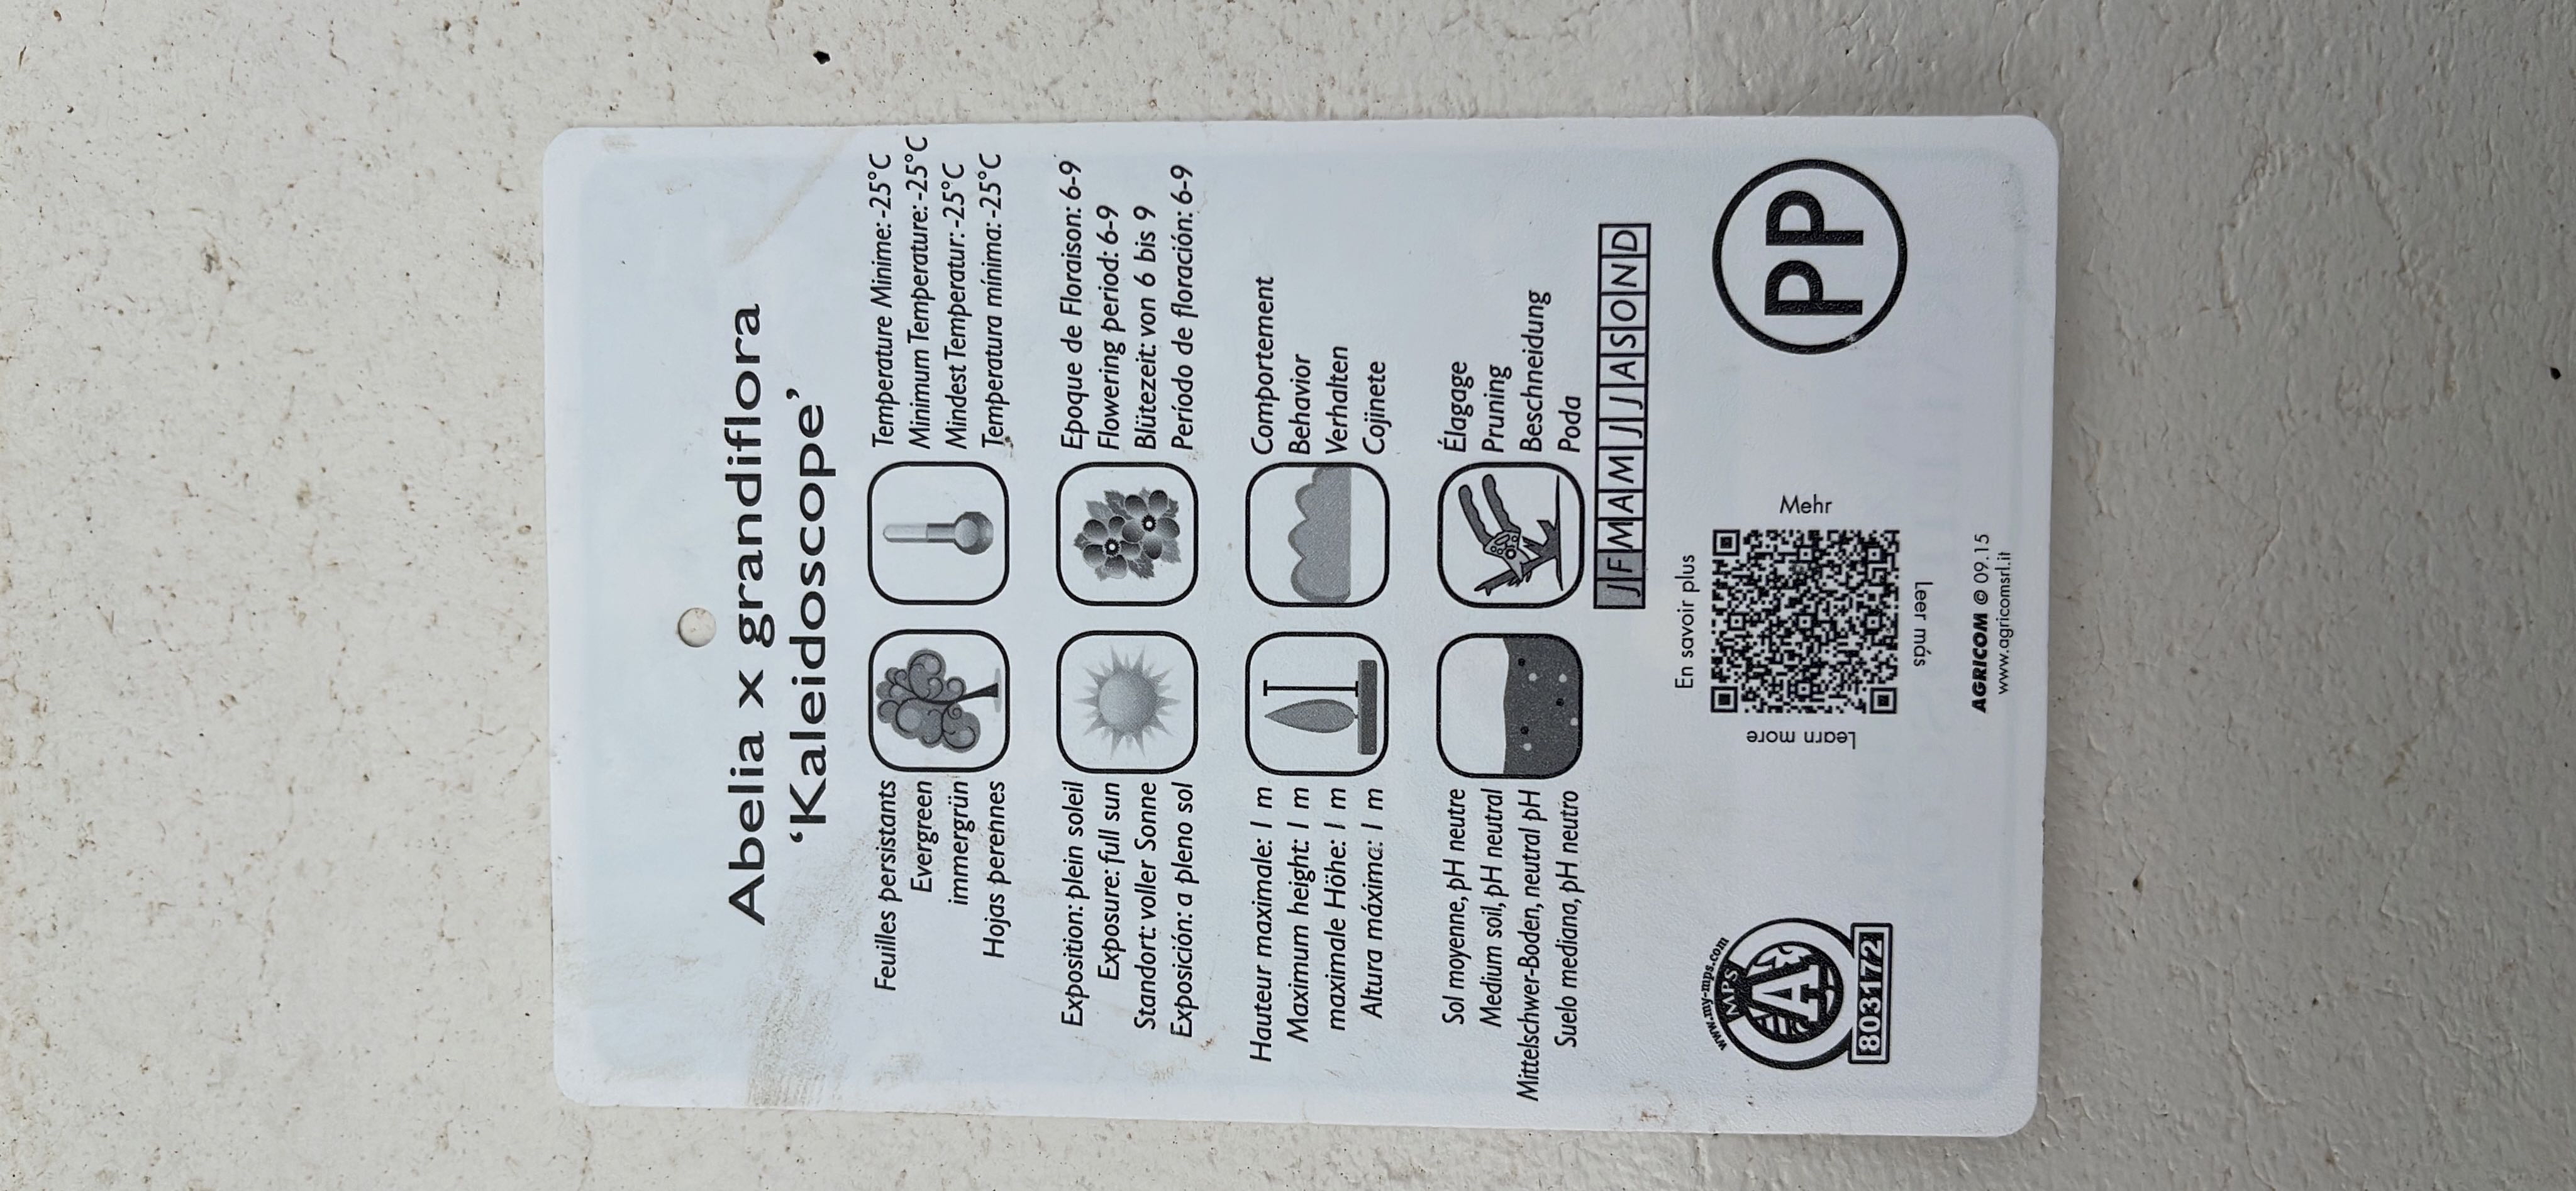 Abelia x grandiflora
‘Kaleidoscope’
Feuilles persistants
Evergreen
immergrün
Hojas perennes
Temperature Minime: -25°C
Minimum Temperature: -25°C
Mindest Temperatur: -25°C
Temperatura mínima: -25°C
Exposition: plein soleil
Exposure: full sun
Standort: voller Sonne
Exposición: a pleno sol
Epoque de Floraison: 6-9
Flowering period: 6-9
Blütezeit: von 6 bis 9
Período de floración: 6-9
Hauteur maximale: 1 m
Maximum height: 1 m
maximale Höhe: 1 m
Altura máxima: 1 m
Comportement
Behavior
Verhalten
Cojinete
Sol moyenne, pH neutre
Medium soil, pH neutral
Mittelschwer-Boden, neutral pH
Suelo mediana, pH neutro
Élagage
Pruning
Beschneidung
Poda
J F M A M J J A S O N D
www.my-mps.com
MPS
A
803172
En savoir plus
Learn more
Mehr
Leer más
PP
AGRICOM © 09.15
www.agricomsrl.it